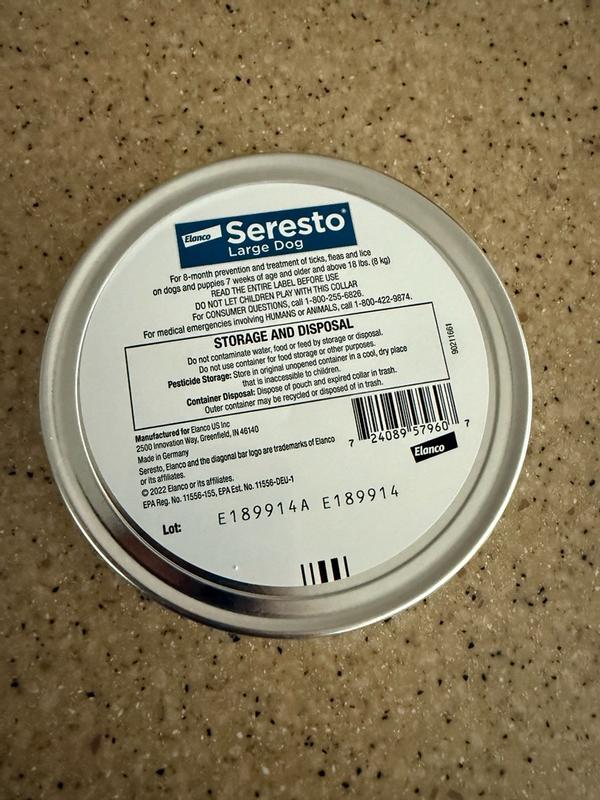 Elanco Seresto®
Large Dog
For 8-month prevention and treatment of ticks, fleas and lice
on dogs and puppies 7 weeks of age and older and above 18 lbs. (8 kg)
READ THE ENTIRE LABEL BEFORE USE
DO NOT LET CHILDREN PLAY WITH THIS COLLAR
For CONSUMER QUESTIONS, call 1-800-255-6826.
For medical emergencies involving HUMANS or ANIMALS, call 1-800-422-9874.
STORAGE AND DISPOSAL
Do not contaminate water, food or feed by storage or disposal.
Do not use container for food storage or other purposes.
Pesticide Storage: Store in original unopened container in a cool, dry place
that is inaccessible to children.
Container Disposal: Dispose of pouch and expired collar in trash.
Outer container may be recycled or disposed of in trash.
90211661
Manufactured for Elanco US Inc
2500 Innovation Way, Greenfield, IN 46140
Made in Germany
Seresto, Elanco and the diagonal bar logo are trademarks of Elanco
or its affiliates.
© 2022 Elanco or its affiliates.
EPA Reg. No. 11556-155, EPA Est. No. 11556-DEU-1
7 24089 57960 7
Elanco
Lot: E189914A E189914